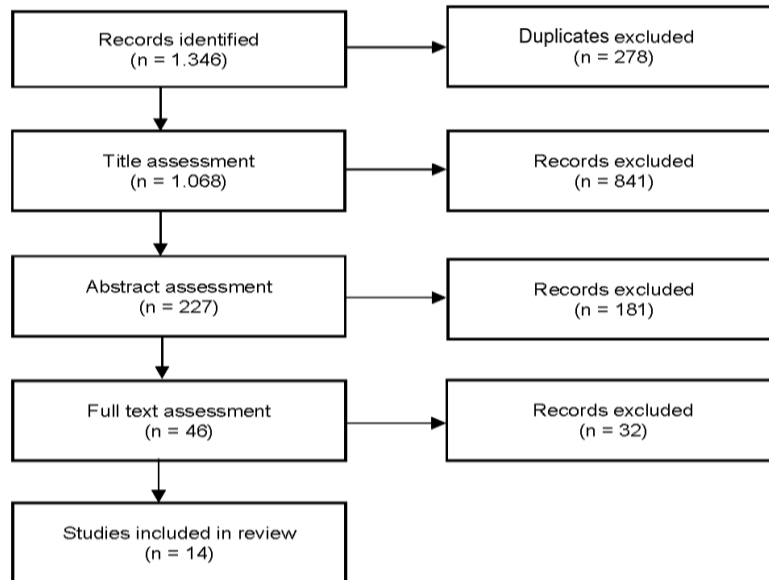 Records identified
(n = 1.346)
Duplicates excluded
(n = 278)
Title assessment
(n = 1.068)
Records excluded
(n = 841)
Abstract assessment
(n = 227)
Records excluded
(n = 181)
Full text assessment
(n = 46)
Records excluded
(n = 32)
Studies included in review
(n = 14)